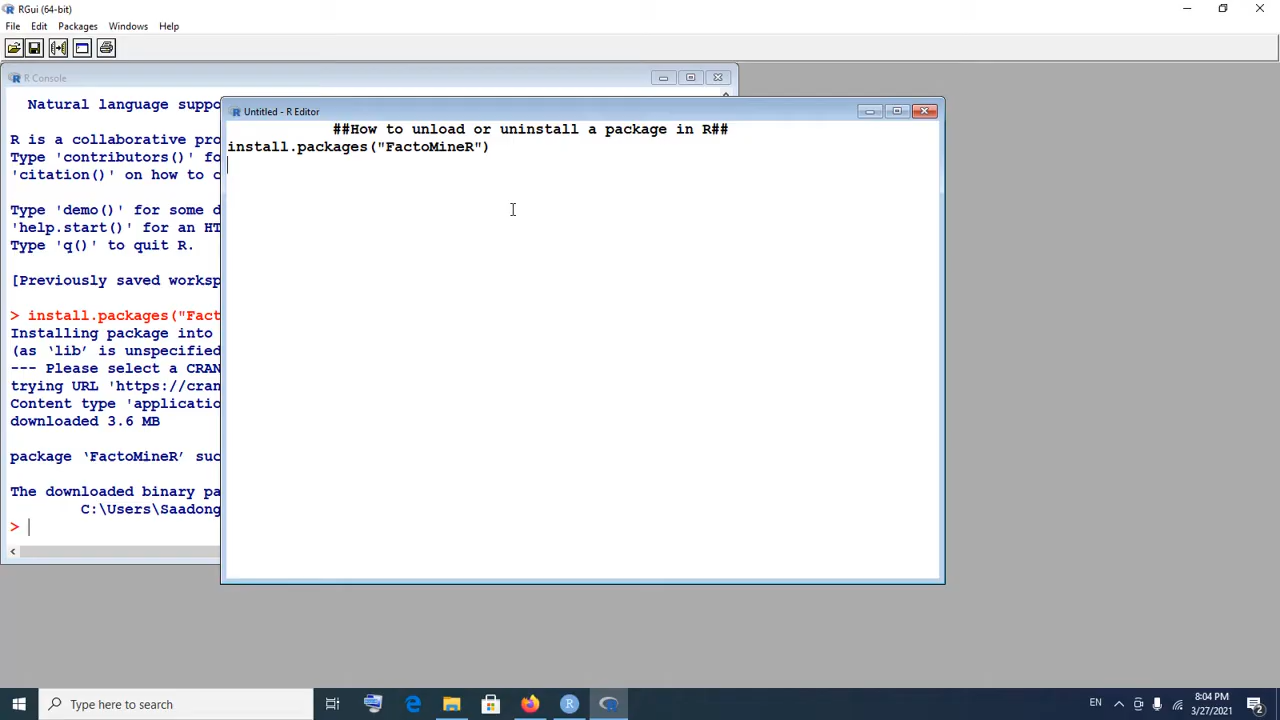 RGui (64-bit)
File Edit Packages Windows Help
R Console
Natural language suppo
R is a collaborative pro
Type 'contributors()' fo
'citation()' on how to c
Type 'demo()' for some d
'help.start()' for an HT
Type 'q()' to quit R.
[Previously saved worksp
> install.packages("Fact
Installing package into
(as ‘lib’ is unspecified
--- Please select a CRAN
trying URL 'https://cran
Content type 'applicatio
downloaded 3.6 MB
package ‘FactoMineR’ suc
The downloaded binary pa
C:\Users\Saadong
>
Untitled - R Editor
##How to unload or uninstall a package in R##
install.packages("FactoMineR")
Type here to search
EN
8:04 PM
3/27/2021
2